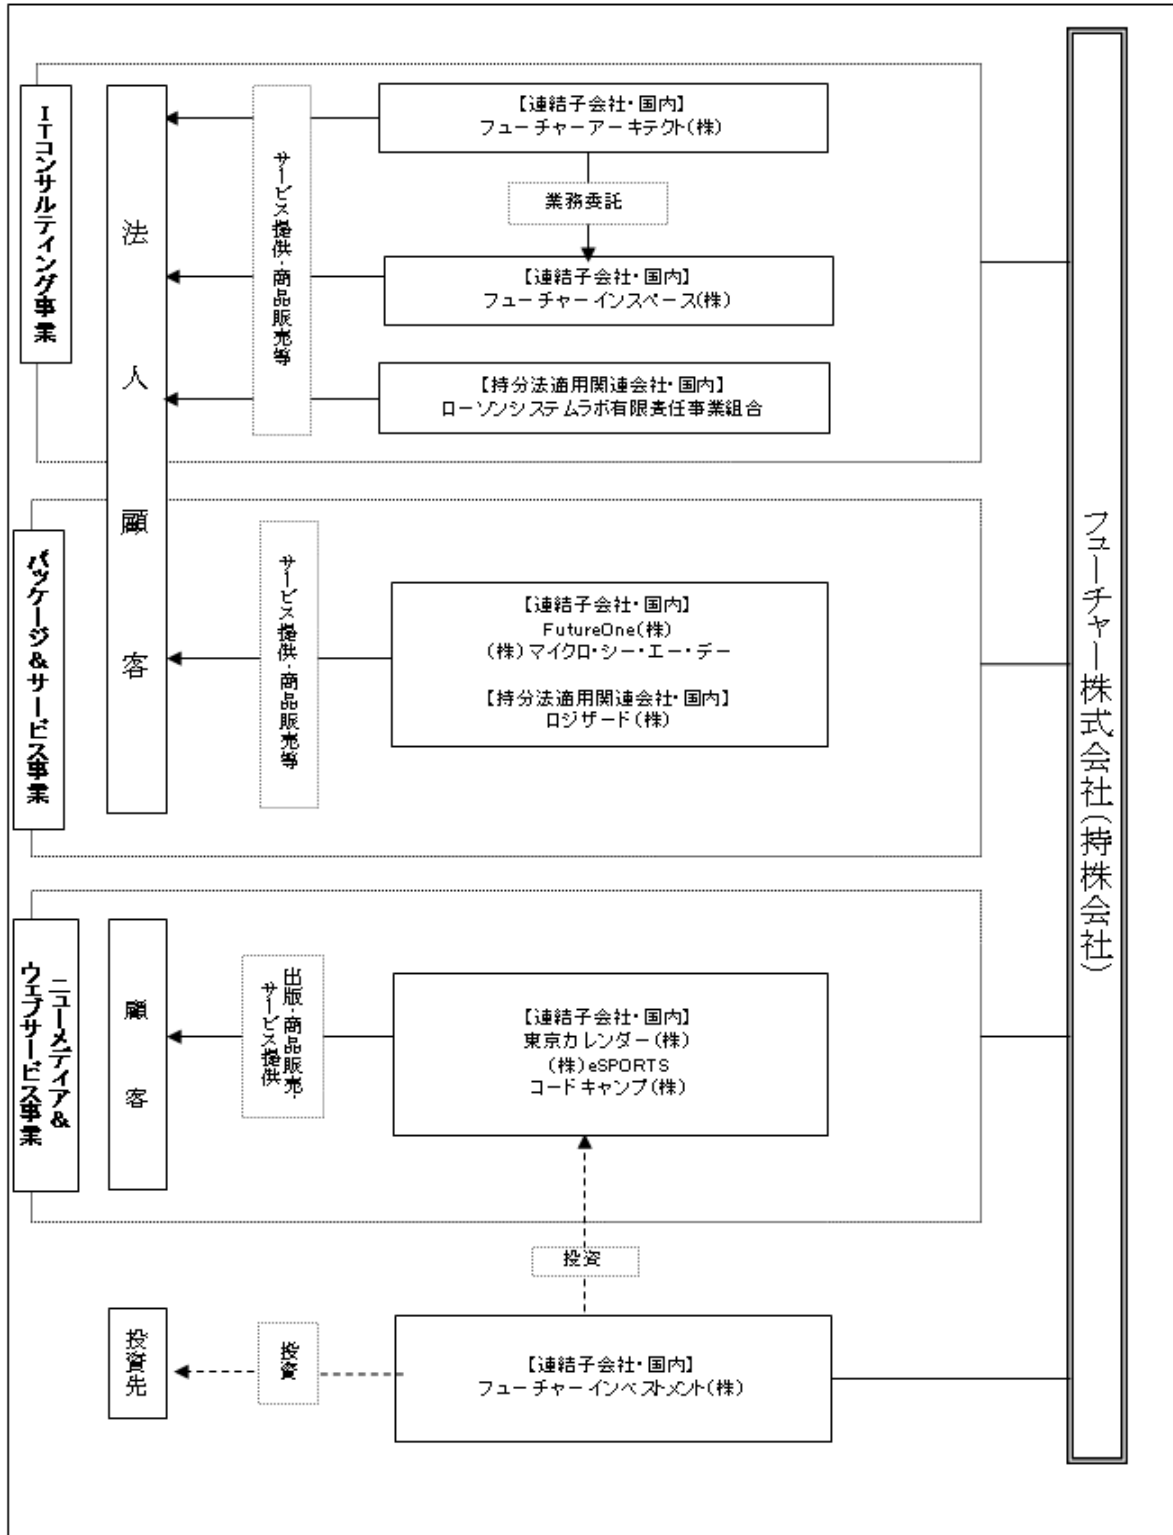 ITコンサルティング事業
法人顧客
サービス提供・商品販売等
【連結子会社・国内】
フューチャーアーキテクト(株)
業務委託
【連結子会社・国内】
フューチャーインスペース(株)
【持分法適用関連会社・国内】
ローソンシステムラボ有限責任事業組合
パッケージ&サービス事業
サービス提供・商品販売等
【連結子会社・国内】
FutureOne(株)
(株)マイクロ・シー・エー・デー
【持分法適用関連会社・国内】
ロジザード(株)
ニューメディア&
ウェブサービス事業
顧客
出版・商品販売・
サービス提供
【連結子会社・国内】
東京カレンダー(株)
(株)eSPORTS
コードキャンプ(株)
投資
投資先
投資
【連結子会社・国内】
フューチャーインベストメント(株)
フューチャー株式会社(持株会社)